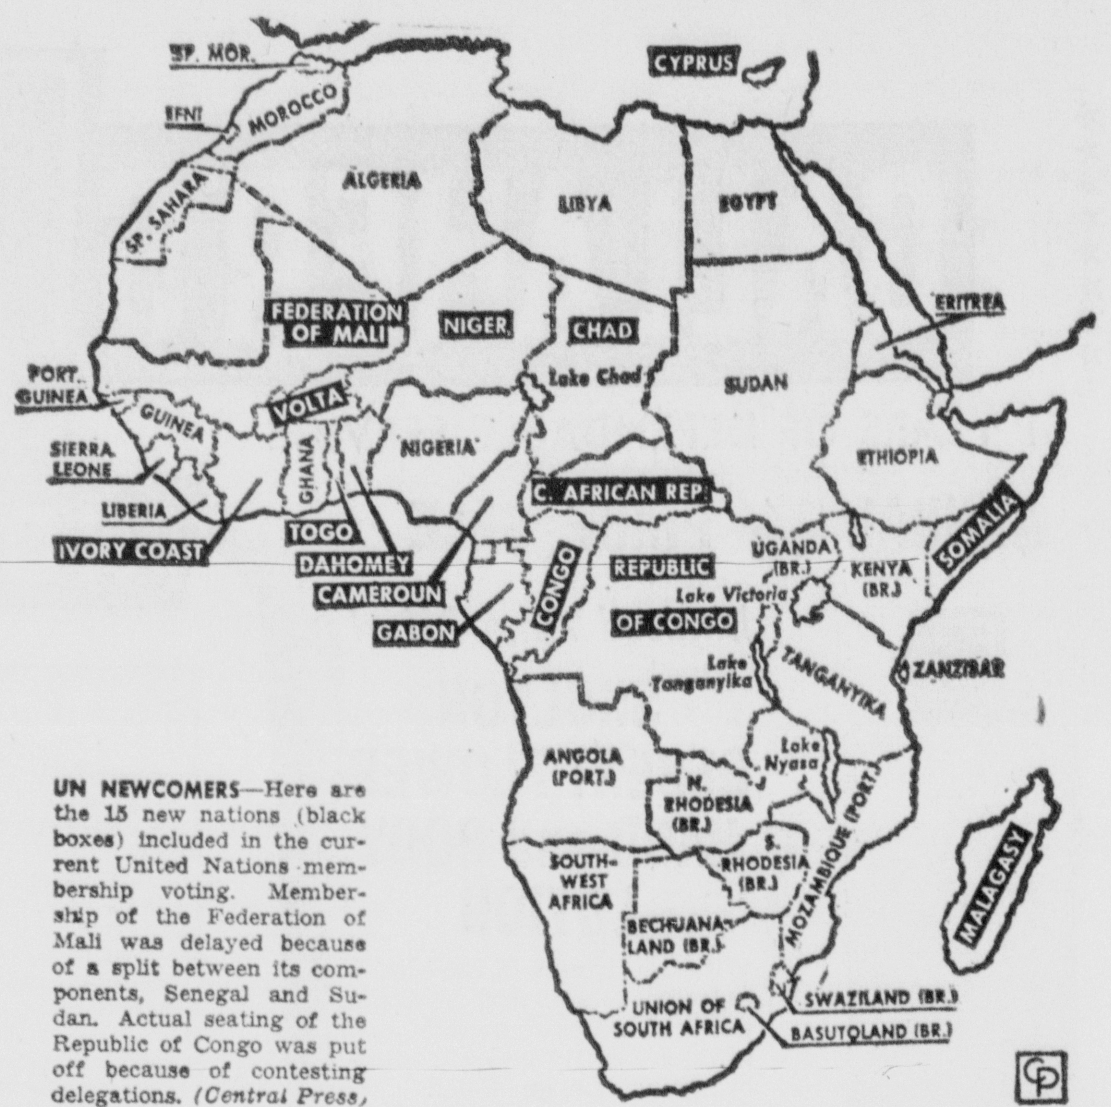 SP. MOR.
CYPRUS
IFNI
MOROCCO
ALGERIA
LIBYA
EGYPT
SP. SAHARA
FEDERATION
OF MALI
NIGER
CHAD
ERITREA
Lake Chad
SUDAN
PORT.
GUINEA
GUINEA
VOLTA
NIGERIA
ETHIOPIA
SIERRA
LEONE
GHANA
LIBERIA
C. AFRICAN REP.
SOMALIA
IVORY COAST
TOGO
DAHOMEY
CAMEROUN
GABON
CONGO
REPUBLIC
OF CONGO
UGANDA
(BR.)
KENYA
(BR.)
Lake Victoria
Lake
Tanganyika
TANGANYIKA
ZANZIBAR
ANGOLA
(PORT.)
Lake
Nyasa
N.
RHODESIA
(BR.)
S.
RHODESIA
(BR.)
MOZAMBIQUE (PORT.)
MALAGASY
SOUTH-
WEST
AFRICA
BECHUANA-
LAND (BR.)
UNION OF
SOUTH AFRICA
SWAZILAND (BR.)
BASUTOLAND (BR.)
UN NEWCOMERS—Here are
the 15 new nations (black
boxes) included in the cur-
rent United Nations mem-
bership voting. Member-
ship of the Federation of
Mali was delayed because
of a split between its com-
ponents, Senegal and Su-
dan. Actual seating of the
Republic of Congo was put
off because of contesting
delegations. (Central Press)
CP